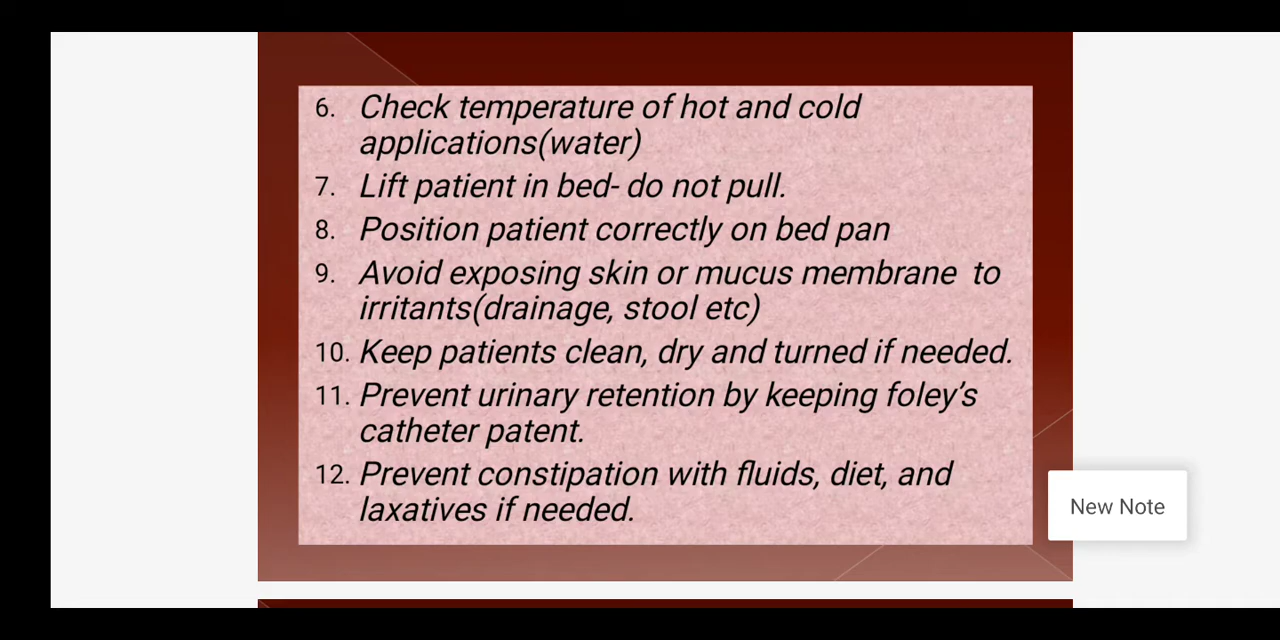 6. Check temperature of hot and cold
applications(water)
7. Lift patient in bed- do not pull.
8. Position patient correctly on bed pan
9. Avoid exposing skin or mucus membrane to
irritants(drainage, stool etc)
10. Keep patients clean, dry and turned if needed.
11. Prevent urinary retention by keeping foley’s
catheter patent.
12. Prevent constipation with fluids, diet, and
laxatives if needed.
New Note